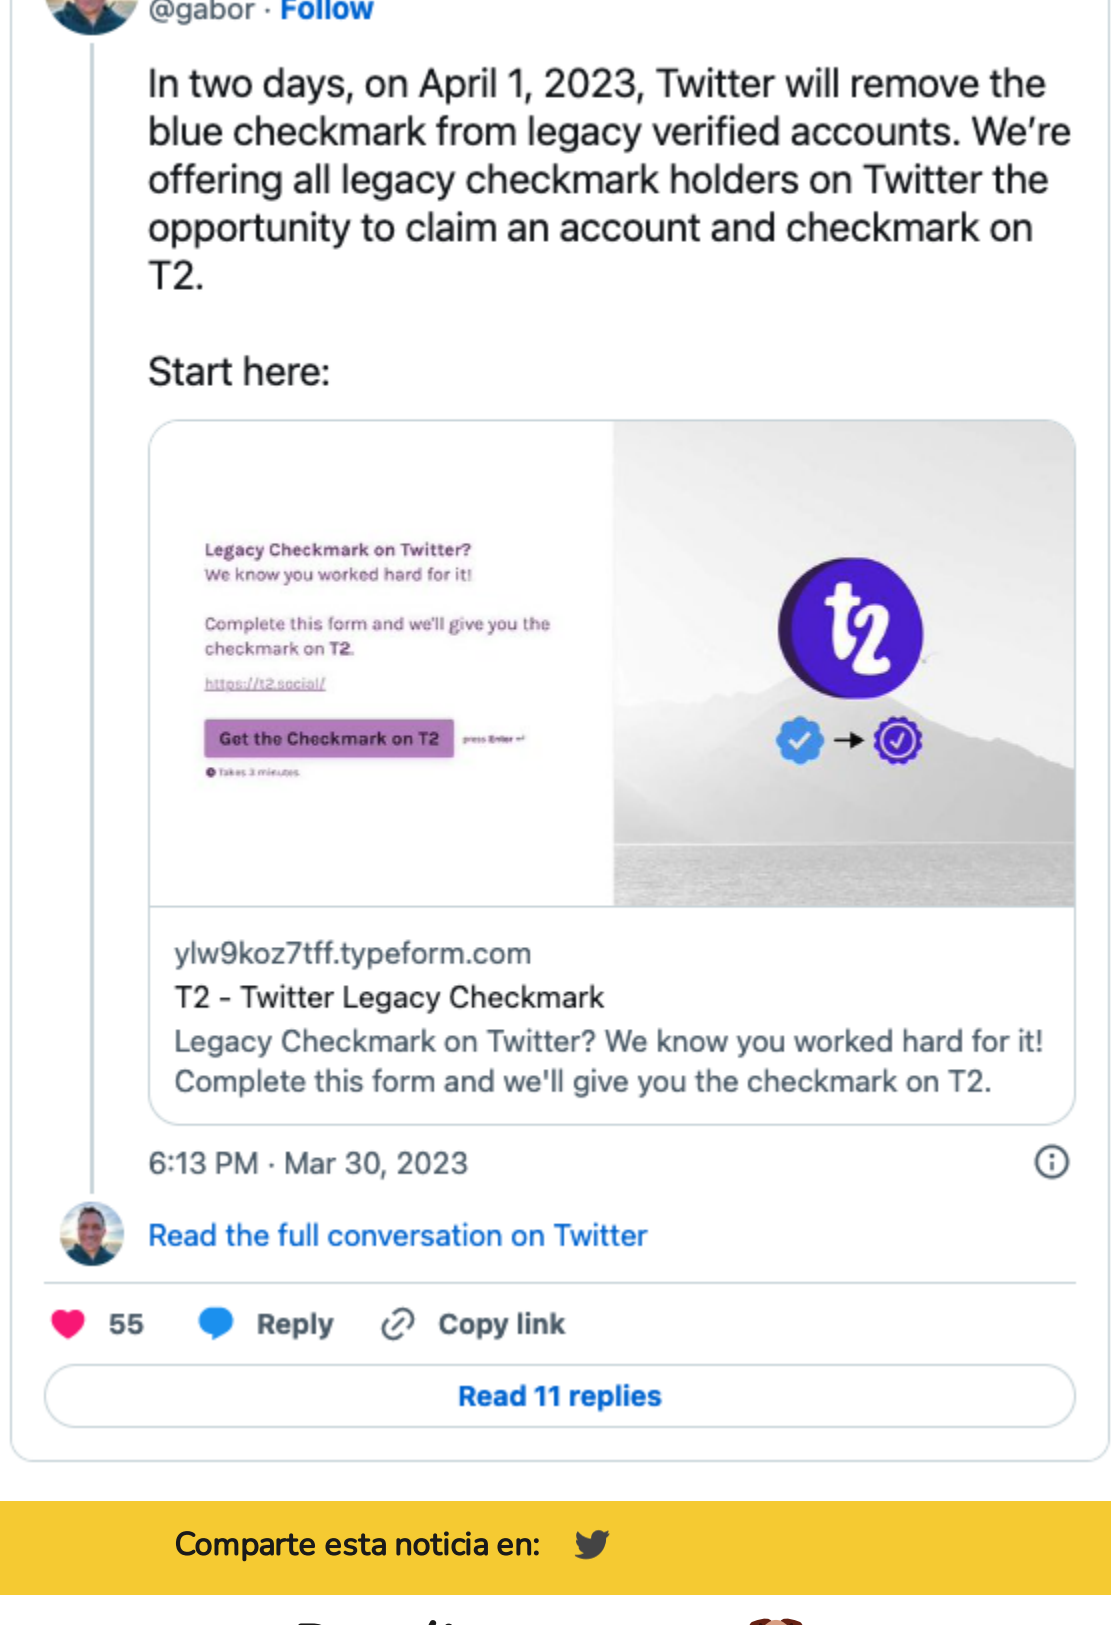 @gabor · Follow
In two days, on April 1, 2023, Twitter will remove the
blue checkmark from legacy verified accounts. We’re
offering all legacy checkmark holders on Twitter the
opportunity to claim an account and checkmark on
T2.
Start here:
Legacy Checkmark on Twitter?
We know you worked hard for it!
Complete this form and we'll give you the
checkmark on T2.
https://t2.social/
Get the Checkmark on T2 press Enter ↵
Takes 3 minutes
t2
ylw9koz7tff.typeform.com
T2 - Twitter Legacy Checkmark
Legacy Checkmark on Twitter? We know you worked hard for it!
Complete this form and we'll give you the checkmark on T2.
6:13 PM · Mar 30, 2023
Read the full conversation on Twitter
55 Reply Copy link
Read 11 replies
Comparte esta noticia en: